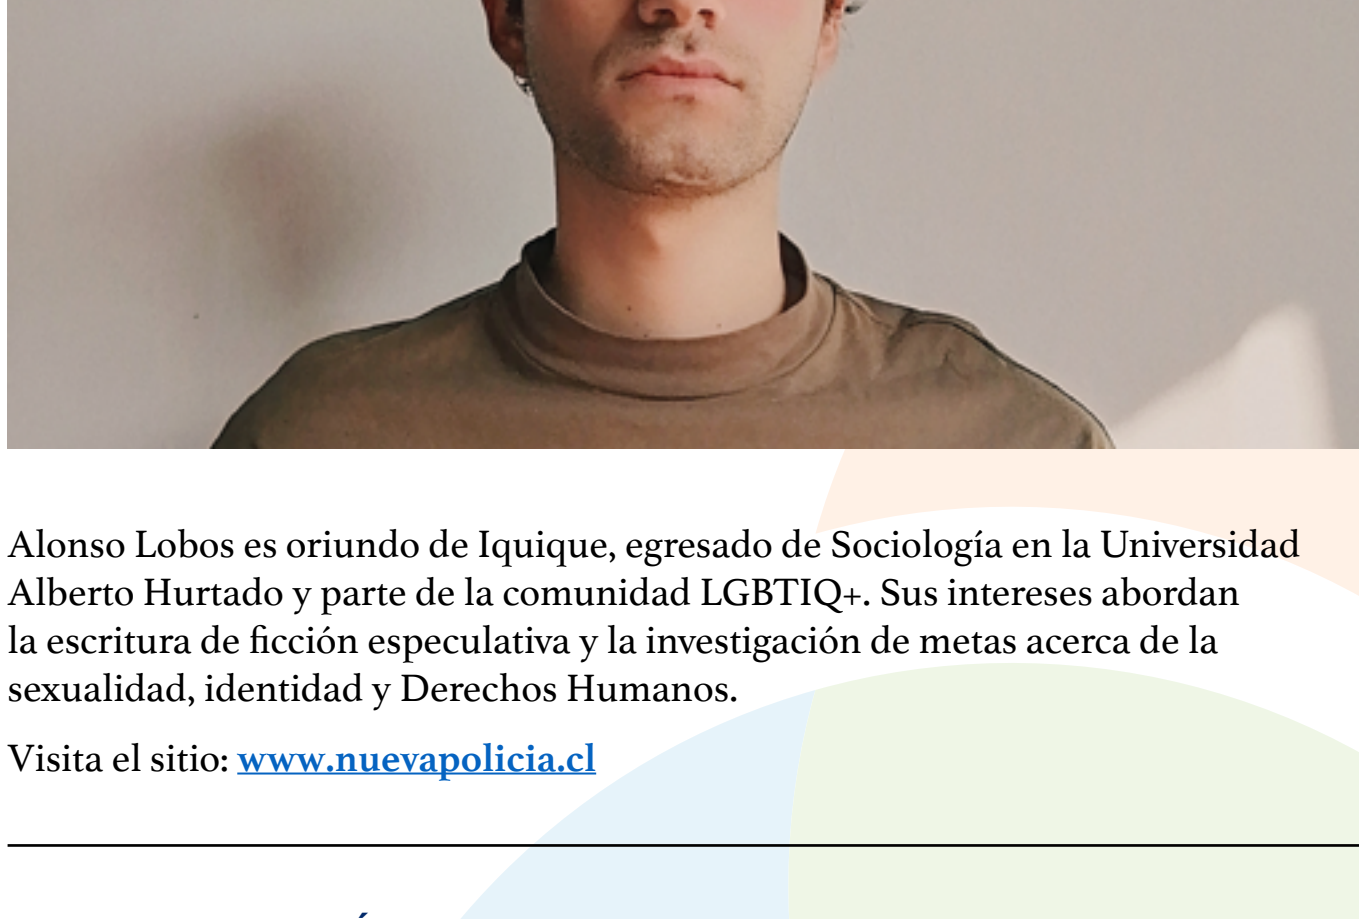 Alonso Lobos es oriundo de Iquique, egresado de Sociología en la Universidad
Alberto Hurtado y parte de la comunidad LGBTIQ+. Sus intereses abordan
la escritura de ficción especulativa y la investigación de metas acerca de la
sexualidad, identidad y Derechos Humanos.
Visita el sitio: www.nuevapolicia.cl